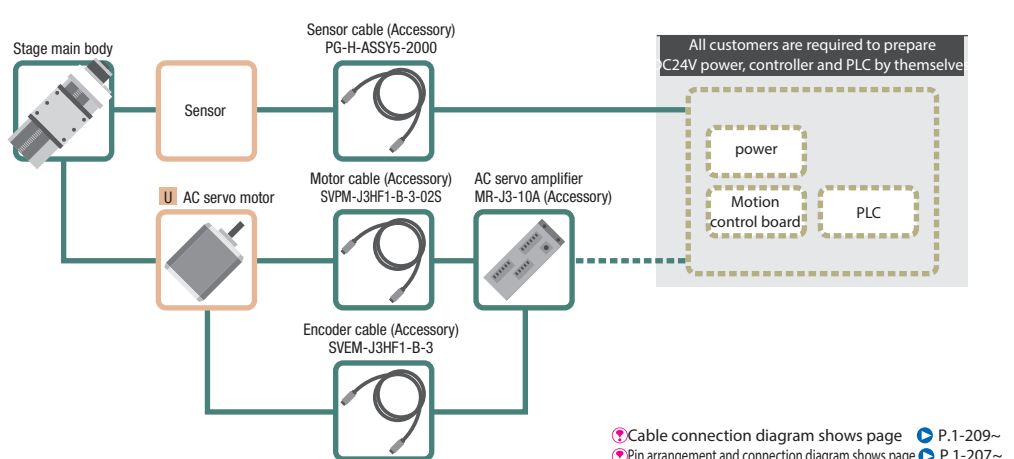 Sensor cable (Accessory)
PG-H-ASSY5-2000
Stage main body
All customers are required to prepare
DC24V power, controller and PLC by themselve
Sensor
power
Motion
control board
PLC
U AC servo motor
Motor cable (Accessory)
SVPM-J3HF1-B-3-02S
AC servo amplifier
MR-J3-10A (Accessory)
Encoder cable (Accessory)
SVEM-J3HF1-B-3
Cable connection diagram shows page P.1-209~
Pin arrangement and connection diagram shows page P.1-207~